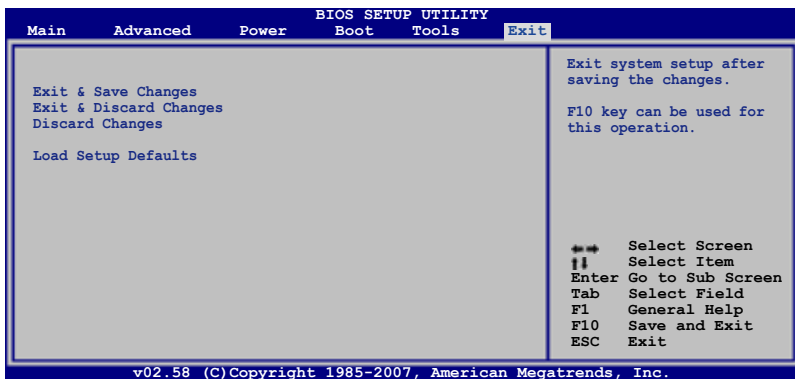 BIOS SETUP UTILITY
Main Advanced Power Boot Tools Exit
Exit & Save Changes
Exit & Discard Changes
Discard Changes
Load Setup Defaults
Exit system setup after
saving the changes.
F10 key can be used for
this operation.
Select Screen
Select Item
Enter Go to Sub Screen
Tab Select Field
F1 General Help
F10 Save and Exit
ESC Exit
v02.58 (C)Copyright 1985-2007, American Megatrends, Inc.